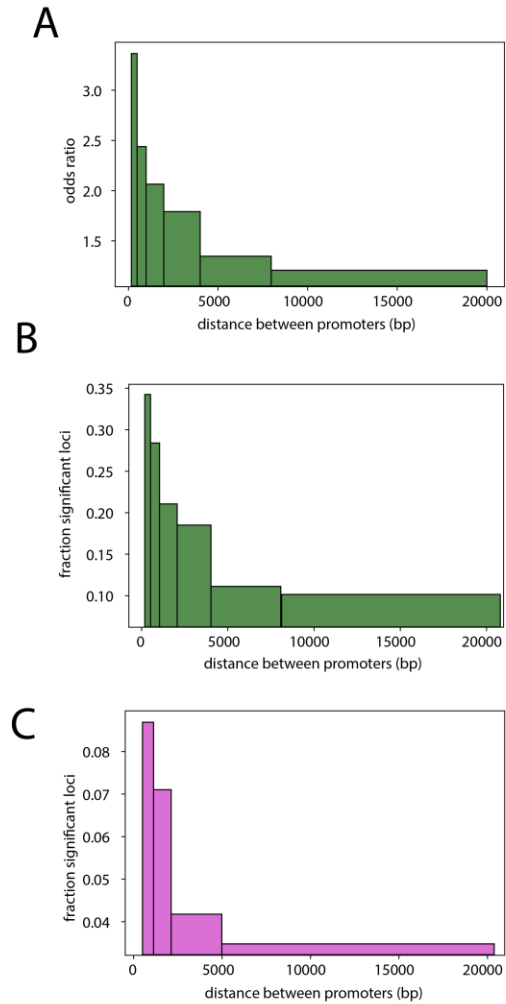 A
3.0
2.5
2.0
1.5
odds ratio
0 5000 10000 15000 20000
distance between promoters (bp)
B
0.35
0.30
0.25
0.20
0.15
0.10
fraction significant loci
0 5000 10000 15000 20000
distance between promoters (bp)
C
0.08
0.07
0.06
0.05
0.04
fraction significant loci
0 5000 10000 15000 20000
distance between promoters (bp)